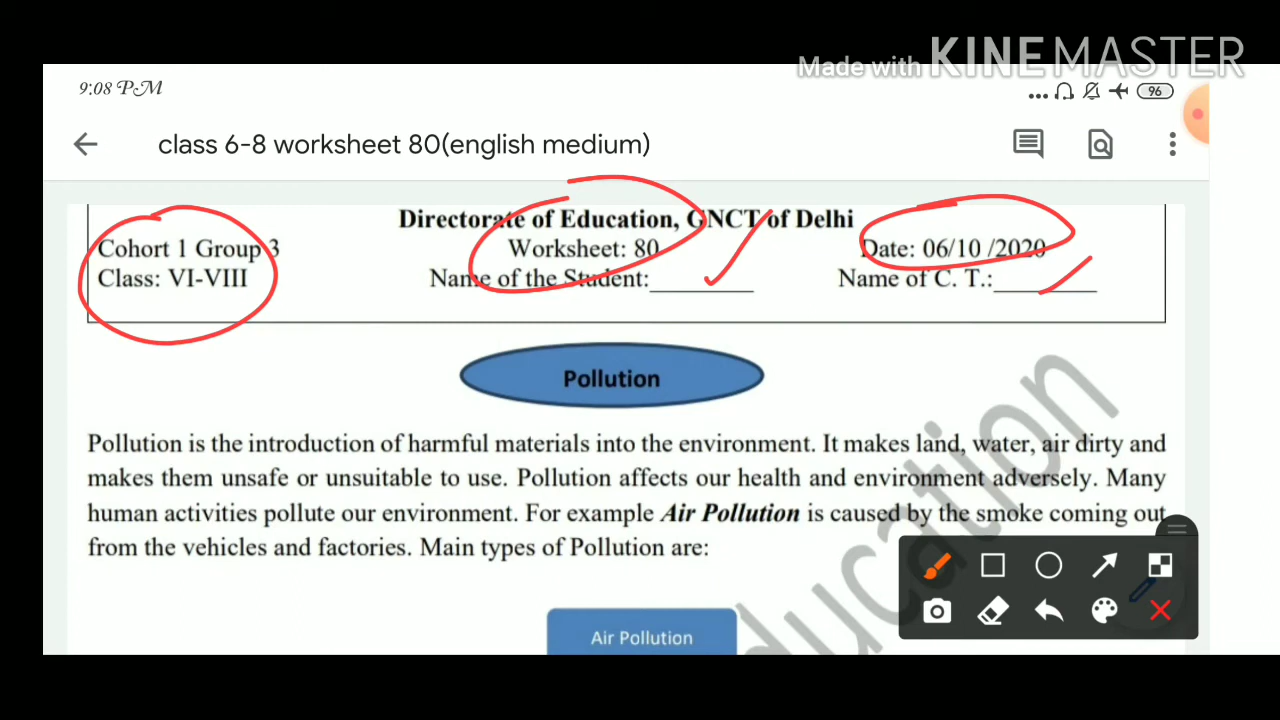 Made with KINEMASTER
9:08 PM
96
class 6-8 worksheet 80(english medium)
Directorate of Education, GNCT of Delhi
Cohort 1 Group 3 Worksheet: 80 Date: 06/10 /2020
Class: VI-VIII Name of the Student:__________ Name of C. T.:__________
Pollution
Pollution is the introduction of harmful materials into the environment. It makes land, water, air dirty and
makes them unsafe or unsuitable to use. Pollution affects our health and environment adversely. Many
human activities pollute our environment. For example Air Pollution is caused by the smoke coming out
from the vehicles and factories. Main types of Pollution are:
Air Pollution